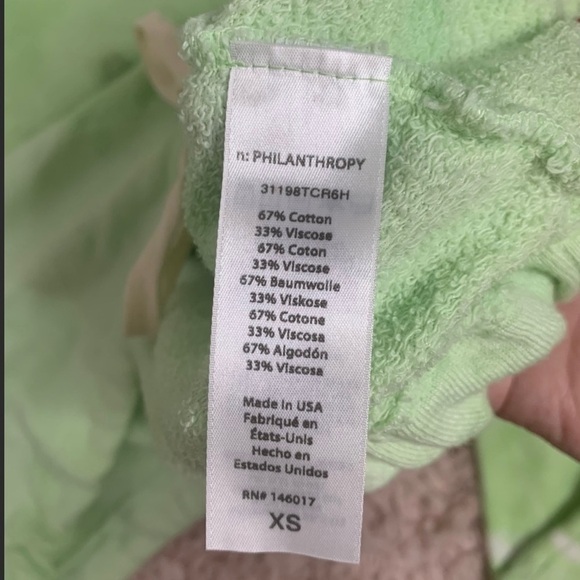 n: PHILANTHROPY
31198TCR6H
67% Cotton
33% Viscose
67% Coton
33% Viscose
67% Baumwolle
33% Viskose
67% Cotone
33% Viscosa
67% Algodón
33% Viscosa
Made in USA
Fabriqué en
États-Unis
Hecho en
Estados Unidos
RN# 146017
XS